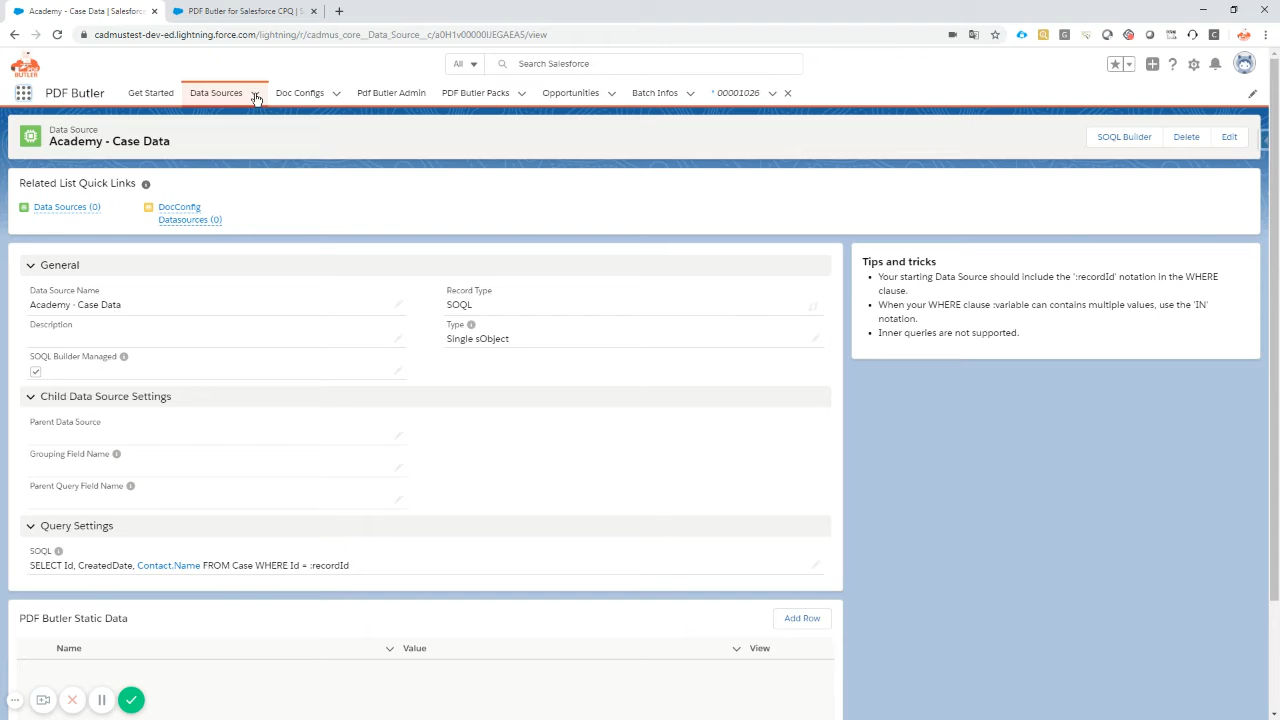 Academy - Case Data | Salesforce
PDF Butler for Salesforce CPQ | S
cadmustest-dev-ed.lightning.force.com/lightning/r/cadmus_core__Data_Source__c/a0H1v00000IJEGAEAS/view
PDF
BUTLER
All
Search Salesforce
PDF Butler
Get Started
Data Sources
Doc Configs
Pdf Butler Admin
PDF Butler Packs
Opportunities
Batch Infos
* 00001026
Data Source
Academy - Case Data
SOQL Builder
Delete
Edit
Related List Quick Links
Data Sources (0)
DocConfig
Datasources (0)
General
Data Source Name
Academy - Case Data
Record Type
SOQL
Description
Type
Single sObject
SOQL Builder Managed
Child Data Source Settings
Parent Data Source
Grouping Field Name
Parent Query Field Name
Query Settings
SOQL
SELECT Id, CreatedDate, Contact.Name FROM Case WHERE Id = :recordId
Tips and tricks
• Your starting Data Source should include the ':recordId' notation in the WHERE
clause.
• When your WHERE clause :variable can contains multiple values, use the 'IN'
notation.
• Inner queries are not supported.
PDF Butler Static Data
Add Row
Name
Value
View